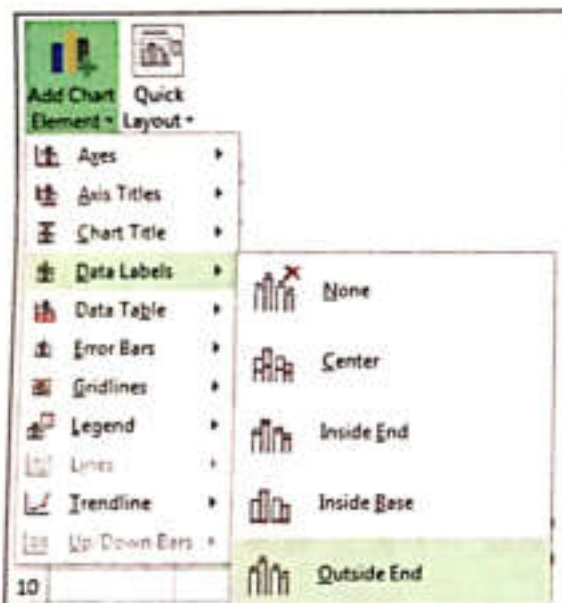 Add Chart
Element
Quick
Layout
Axes
Axis Titles
Chart Title
Data Labels
Data Table
Error Bars
Gridlines
Legend
Lines
Trendline
Up/Down Bars
None
Center
Inside End
Inside Base
Outside End
10